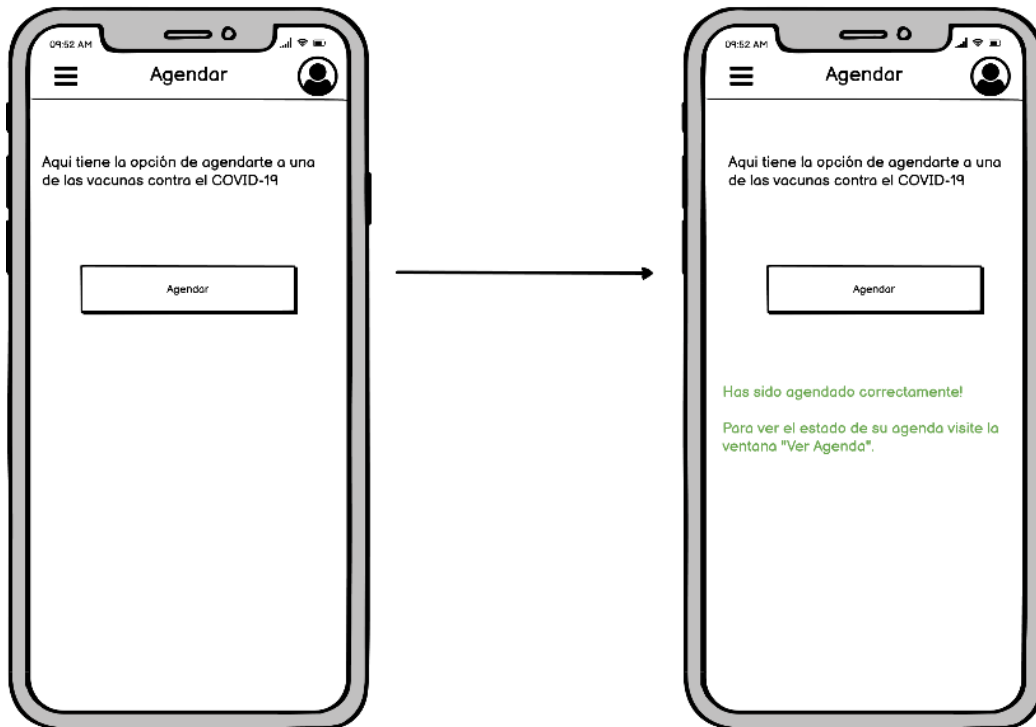 09:52 AM
Agendar
Aqui tiene la opción de agendarte a una
de las vacunas contra el COVID-19
Agendar
09:52 AM
Agendar
Aqui tiene la opción de agendarte a una
de las vacunas contra el COVID-19
Agendar
Has sido agendado correctamente!
Para ver el estado de su agenda visite la
ventana "Ver Agenda".